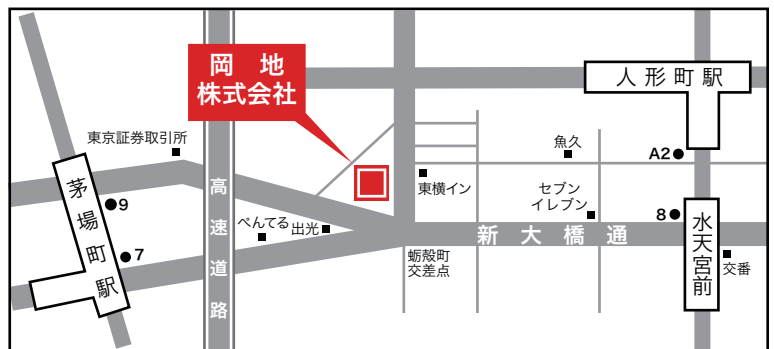 岡 地
株式会社
人形町駅
東京証券取引所
魚久
A2
茅場町駅
9
高速道路
東横イン
セブン
イレブン
8
ぺんてる
出光
新大橋通
水天宮前
7
蛎殻町
交差点
交番